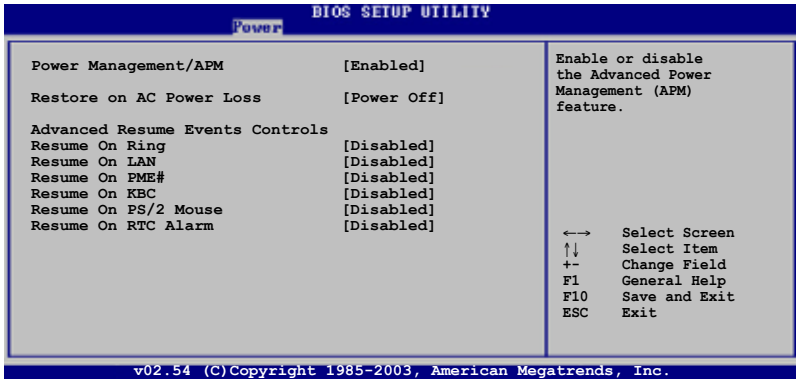 BIOS SETUP UTILITY
Power
Power Management/APM [Enabled]
Restore on AC Power Loss [Power Off]
Advanced Resume Events Controls
Resume On Ring [Disabled]
Resume On LAN [Disabled]
Resume On PME# [Disabled]
Resume On KBC [Disabled]
Resume On PS/2 Mouse [Disabled]
Resume On RTC Alarm [Disabled]
Enable or disable
the Advanced Power
Management (APM)
feature.
←→ Select Screen
↑↓ Select Item
+- Change Field
F1 General Help
F10 Save and Exit
ESC Exit
v02.54 (C)Copyright 1985-2003, American Megatrends, Inc.